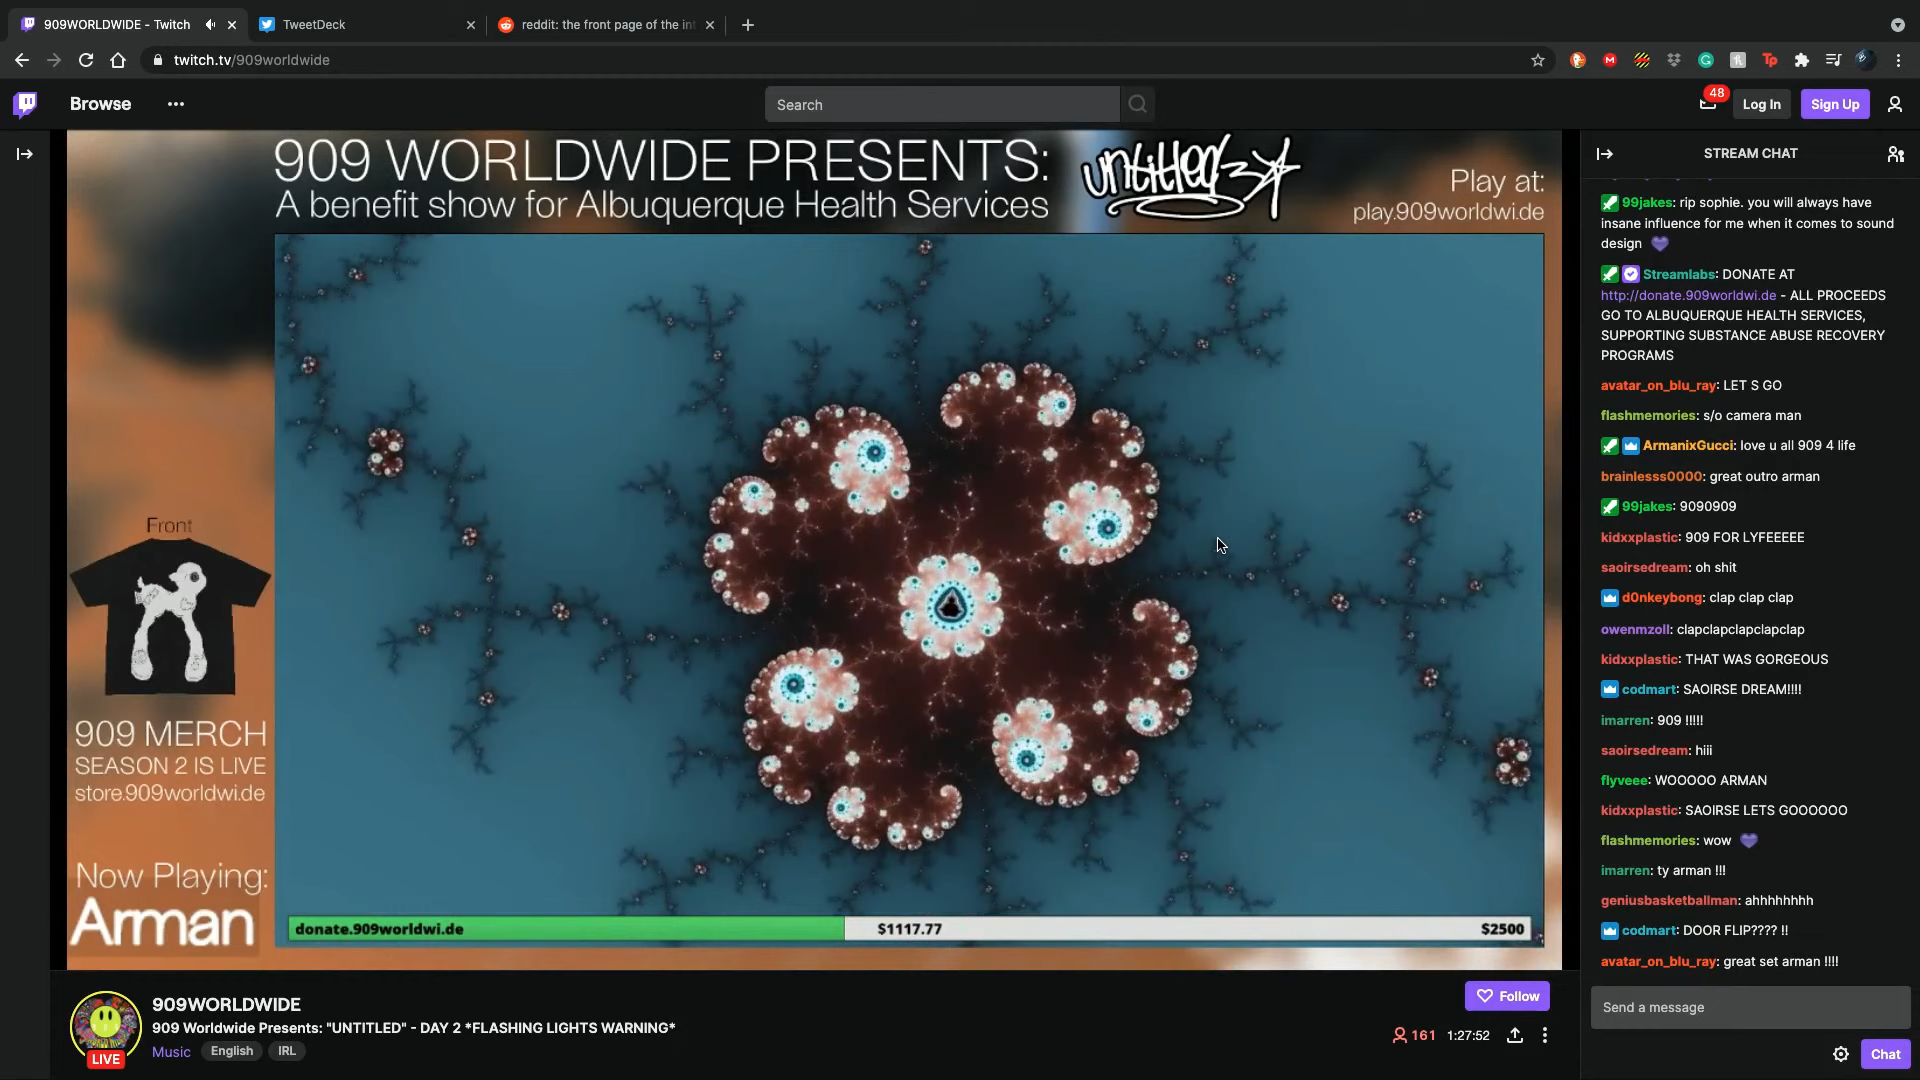 909WORLDWIDE - Twitch
TweetDeck
reddit: the front page of the int
twitch.tv/909worldwide
Browse
Search
48
Log In
Sign Up
909 WORLDWIDE PRESENTS:
A benefit show for Albuquerque Health Services
untitled
Play at:
play.909worldwi.de
Front
909 MERCH
SEASON 2 IS LIVE
store.909worldwi.de
Now Playing:
Arman
donate.909worldwi.de
$1117.77
$2500
LIVE
909WORLDWIDE
909 Worldwide Presents: "UNTITLED" - DAY 2 *FLASHING LIGHTS WARNING*
Music
English
IRL
Follow
161
1:27:52
STREAM CHAT
99jakes: rip sophie. you will always have
insane influence for me when it comes to sound
design
Streamlabs: DONATE AT
http://donate.909worldwi.de - ALL PROCEEDS
GO TO ALBUQUERQUE HEALTH SERVICES,
SUPPORTING SUBSTANCE ABUSE RECOVERY
PROGRAMS
avatar_on_blu_ray: LET S GO
flashmemories: s/o camera man
ArmanixGucci: love u all 909 4 life
brainlesss0000: great outro arman
99jakes: 9090909
kidxxplastic: 909 FOR LYFEEEEE
saoirsedream: oh shit
d0nkeybong: clap clap clap
owenmzoll: clapclapclapclapclap
kidxxplastic: THAT WAS GORGEOUS
codmart: SAOIRSE DREAM!!!!
imarren: 909 !!!!!
saoirsedream: hiii
flyveee: WOOOOO ARMAN
kidxxplastic: SAOIRSE LETS GOOOOOO
flashmemories: wow
imarren: ty arman !!!
geniusbasketballman: ahhhhhhhh
codmart: DOOR FLIP???? !!
avatar_on_blu_ray: great set arman !!!!
Send a message
Chat